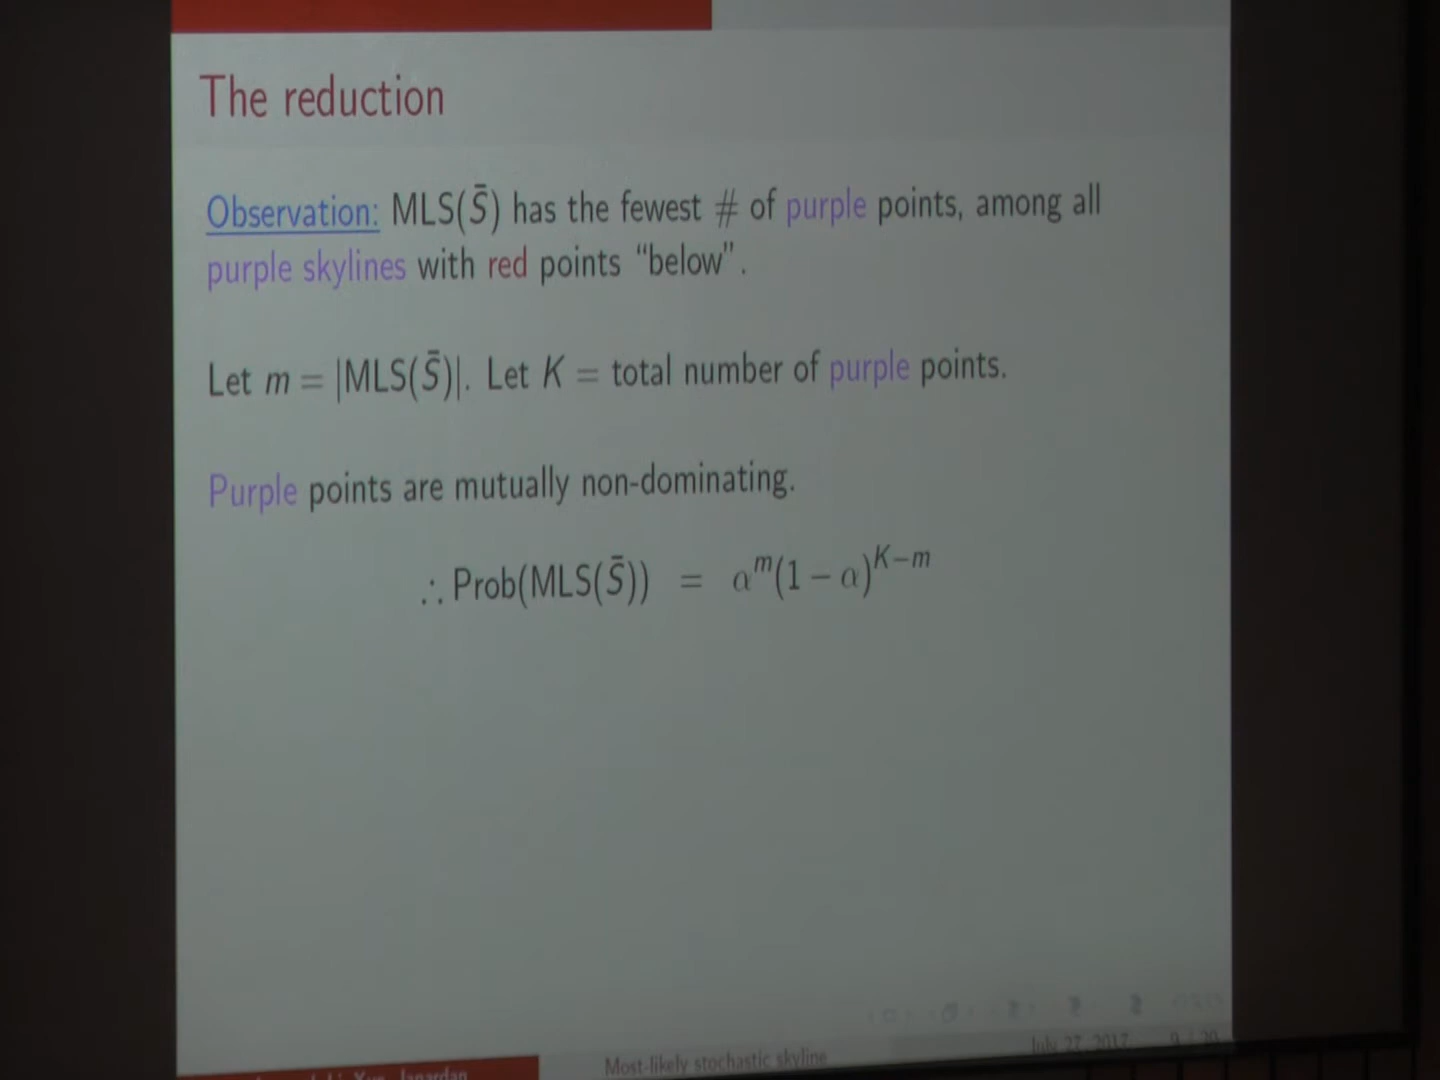 The reduction
Observation: MLS(S̄) has the fewest # of purple points, among all
purple skylines with red points “below”.
Let m = |MLS(S̄)|. Let K = total number of purple points.
Purple points are mutually non-dominating.
∴ Prob(MLS(S̄)) = α^m(1 − α)^{K−m}
Xue, Janardan
Most-likely stochastic skyline
July 27, 2017